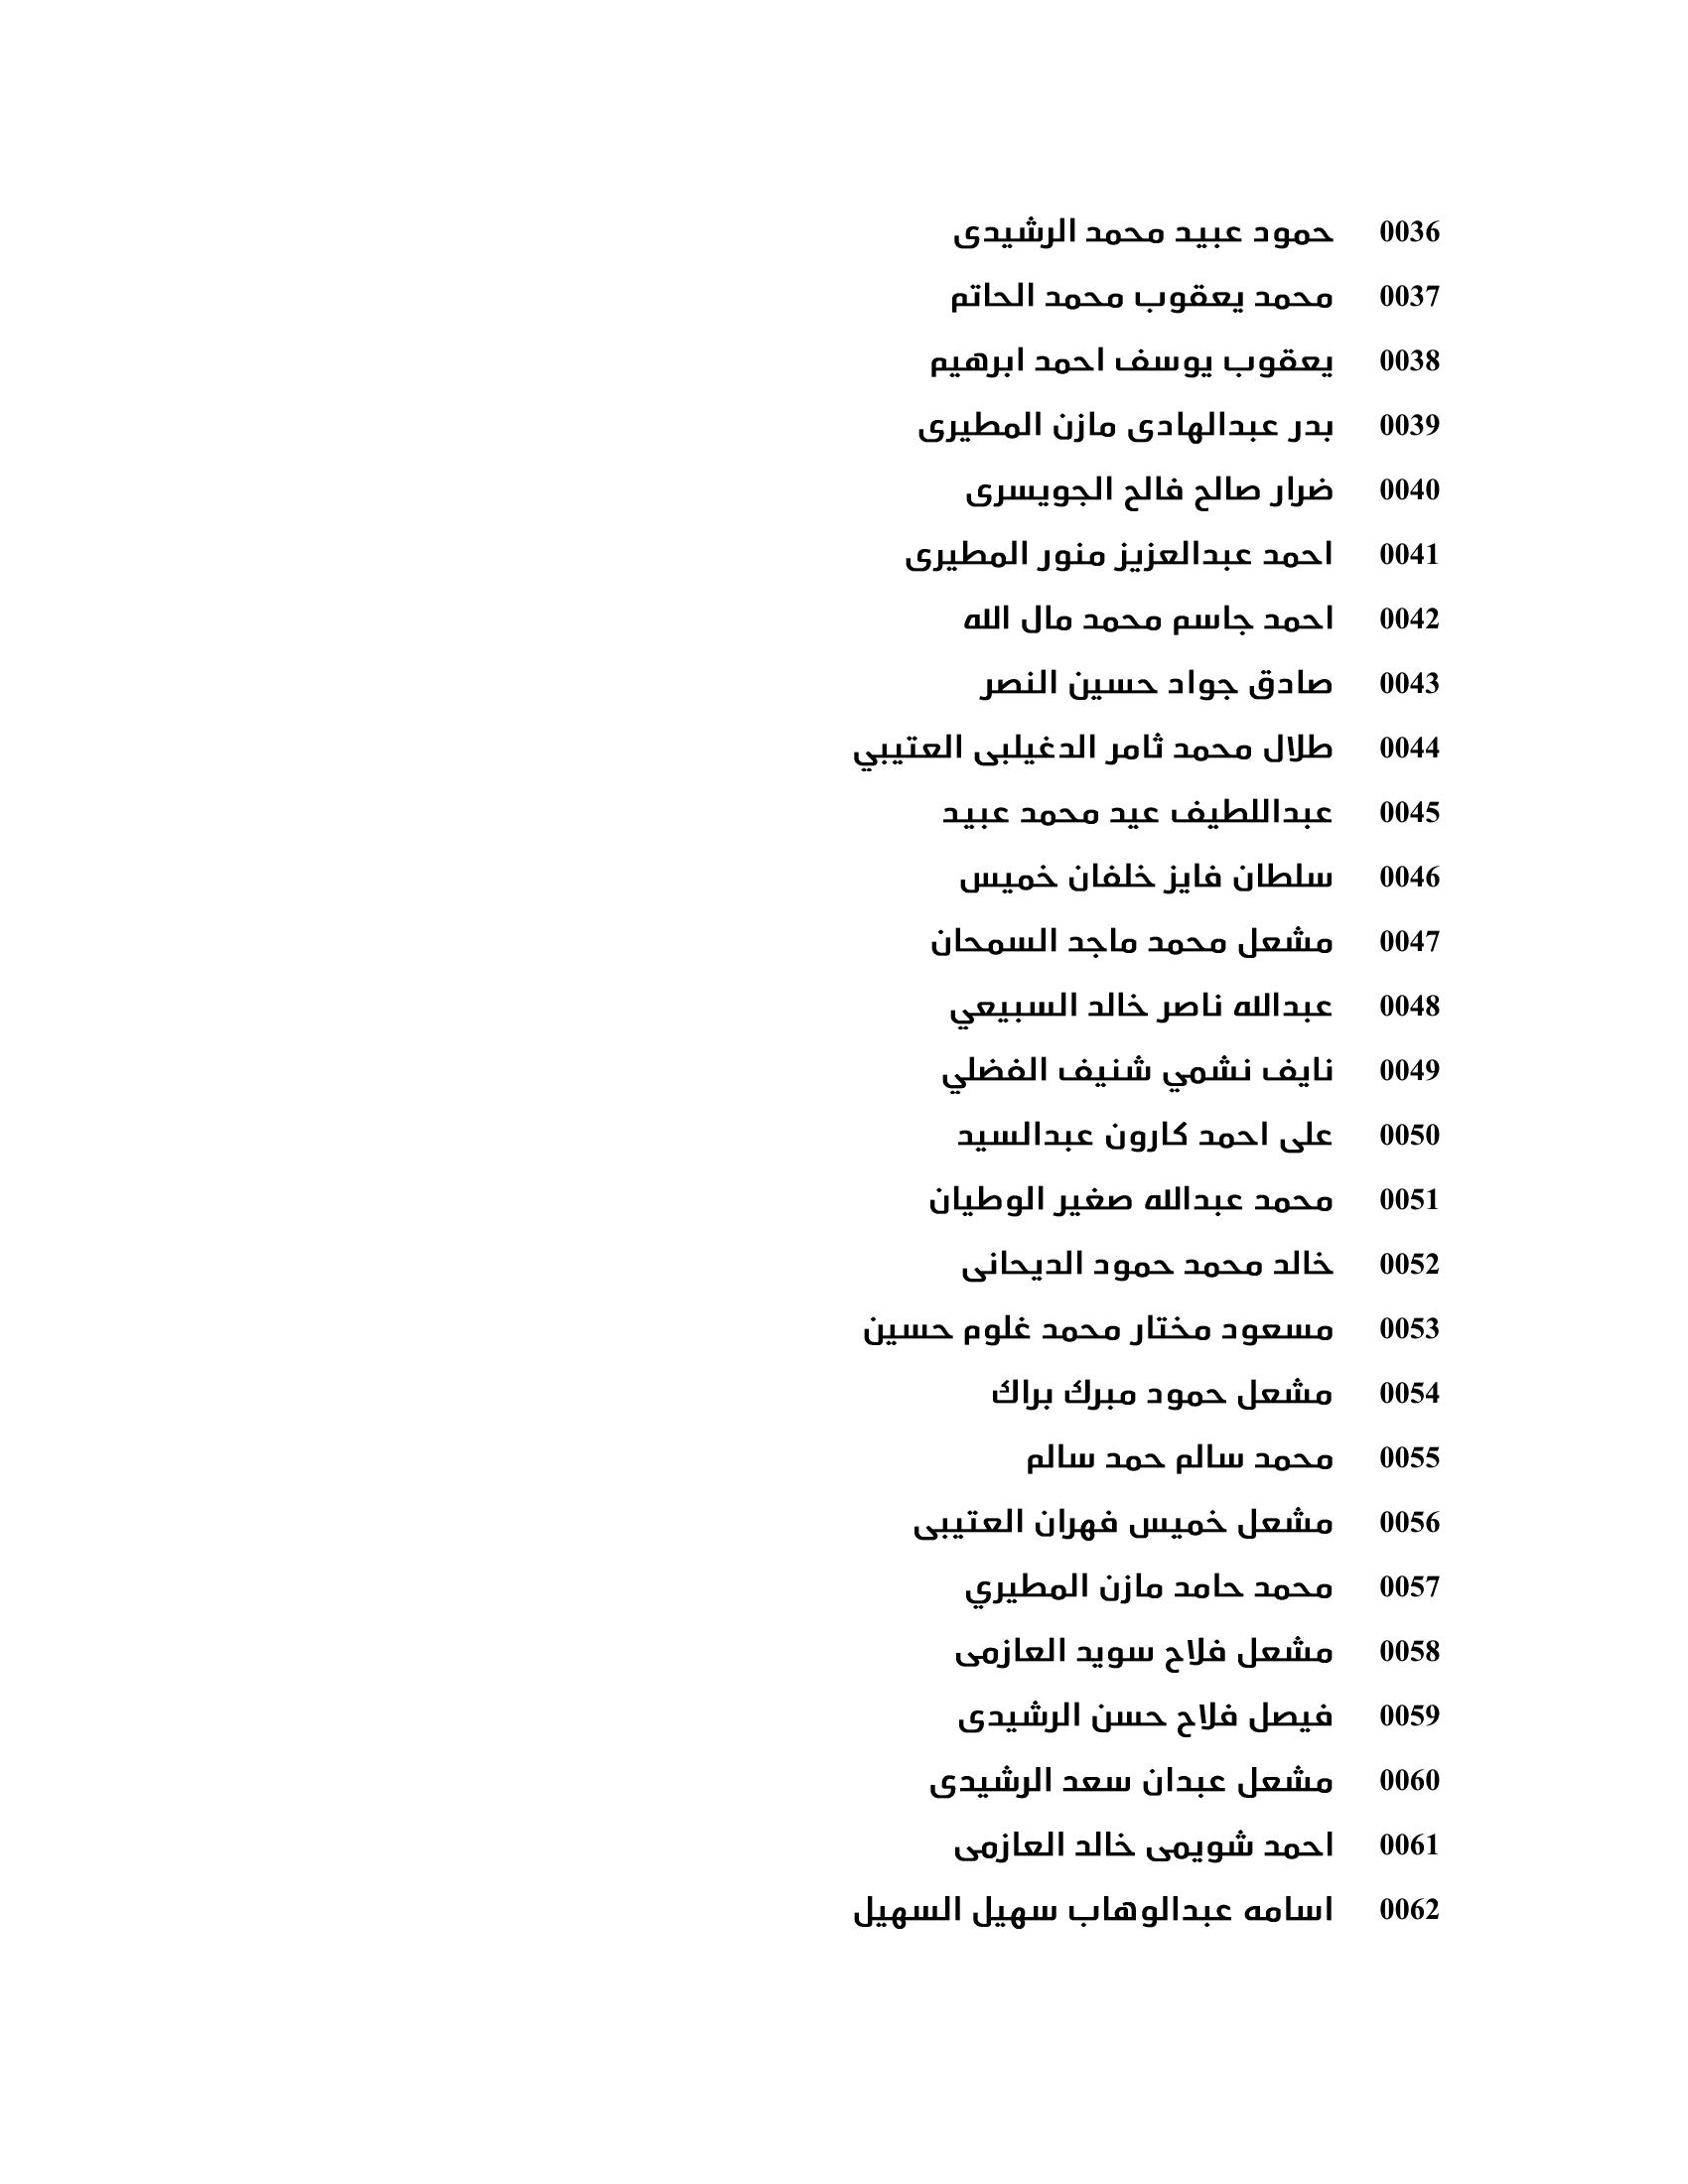 0036 حمود عبيد محمد الرشيدى
0037 محمد يعقوب محمد الحاتم
0038 يعقوب يوسف احمد ابرهيم
0039 بدر عبدالهادى مازن المطيرى
0040 ضرار صالح فالح الجويسرى
0041 احمد عبدالعزيز منور المطيرى
0042 احمد جاسم محمد مال الله
0043 صادق جواد حسين النصر
0044 طلال محمد ثامر الدغيلبى العتيبي
0045 عبداللطيف عيد محمد عبيد
0046 سلطان فايز خلفان خميس
0047 مشعل محمد ماجد السمحان
0048 عبدالله ناصر خالد السبيعي
0049 نايف نشمي شنيف الفضلي
0050 على احمد كارون عبدالسيد
0051 محمد عبدالله صغير الوطيان
0052 خالد محمد حمود الديحانى
0053 مسعود مختار محمد غلوم حسين
0054 مشعل حمود مبرك براك
0055 محمد سالم حمد سالم
0056 مشعل خميس فهران العتيبى
0057 محمد حامد مازن المطيري
0058 مشعل فلاح سويد العازمى
0059 فيصل فلاح حسن الرشيدى
0060 مشعل عبدان سعد الرشيدى
0061 احمد شويمى خالد العازمى
0062 اسامه عبدالوهاب سهيل السهيل